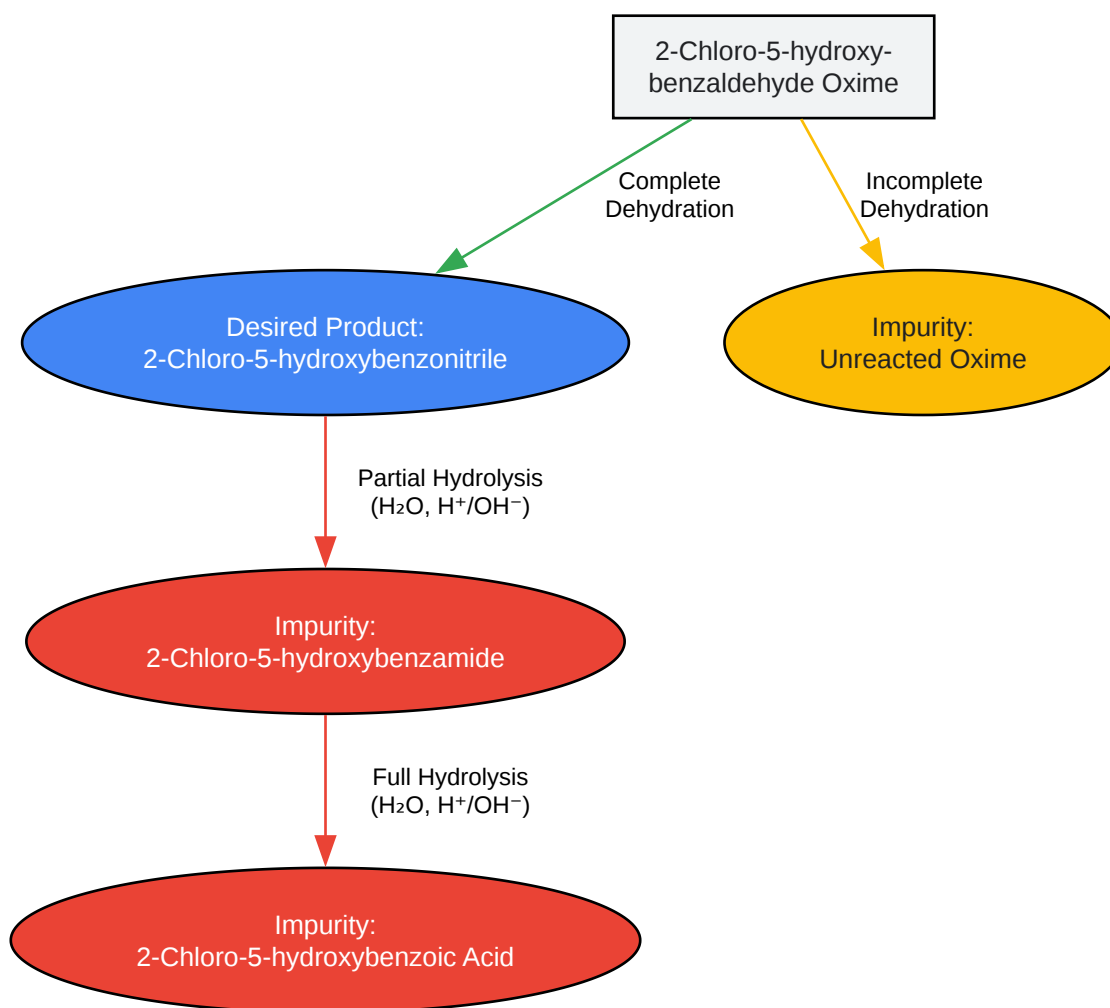 2-Chloro-5-hydroxy-
benzaldehyde Oxime
Complete
Dehydration
Incomplete
Dehydration
Desired Product:
2-Chloro-5-hydroxybenzonitrile
Impurity:
Unreacted Oxime
Partial Hydrolysis
(H₂O, H⁺/OH⁻)
Impurity:
2-Chloro-5-hydroxybenzamide
Full Hydrolysis
(H₂O, H⁺/OH⁻)
Impurity:
2-Chloro-5-hydroxybenzoic Acid